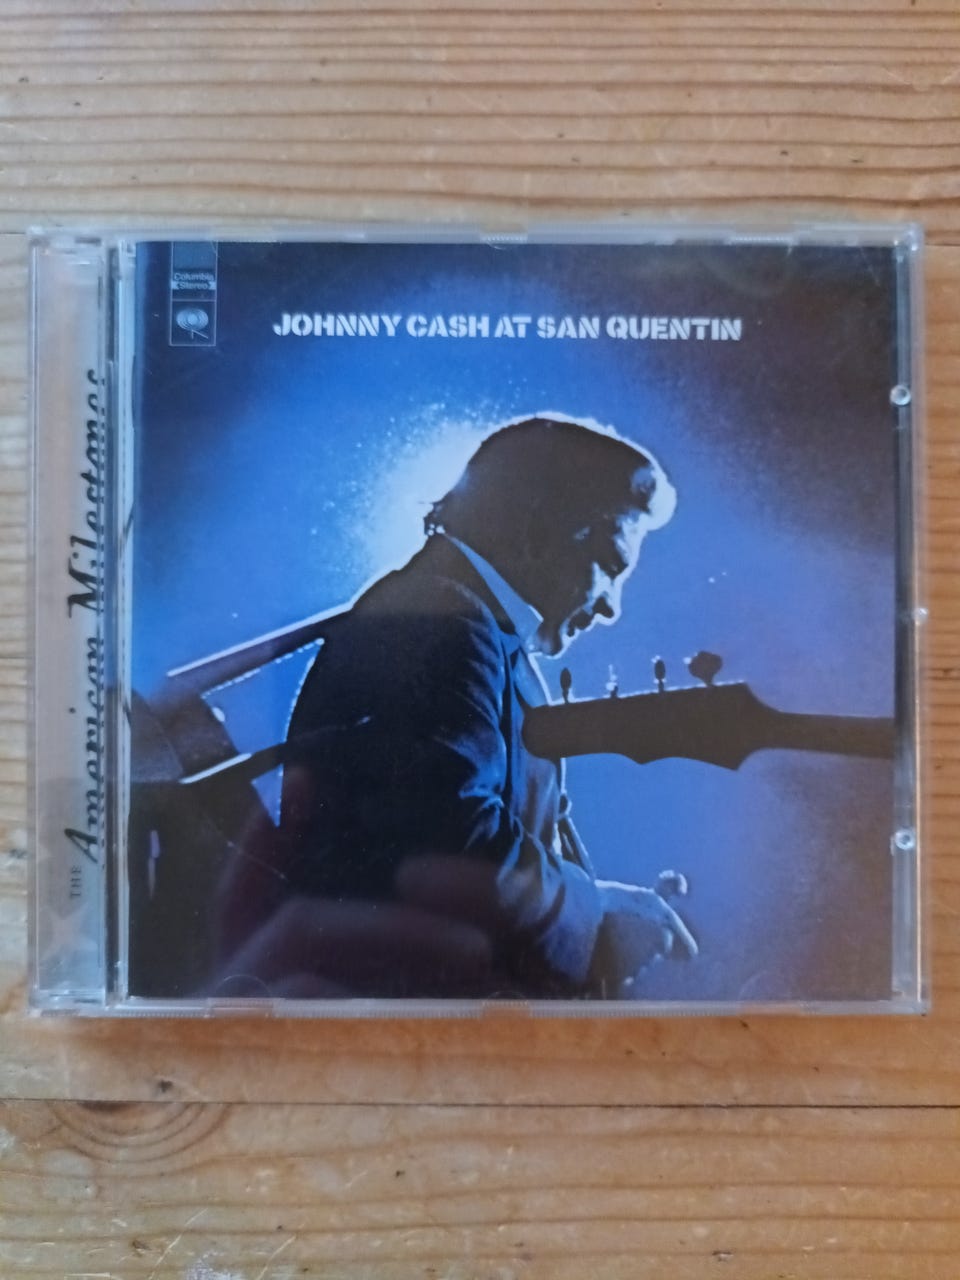 Columbia
Stereo
JOHNNY CASH AT SAN QUENTIN
THE American Milestones